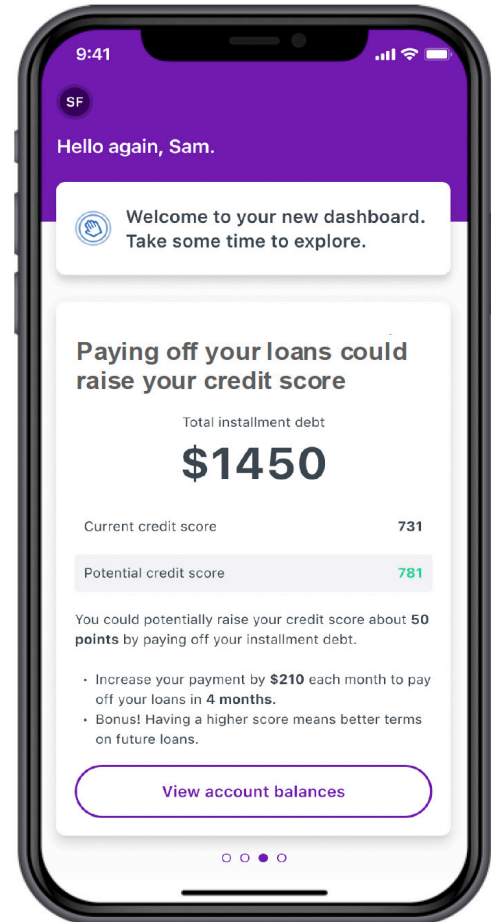 9:41
SF
Hello again, Sam.
Welcome to your new dashboard.
Take some time to explore.
Paying off your loans could
raise your credit score
Total installment debt
$1450
Current credit score 731
Potential credit score 781
You could potentially raise your credit score about 50
points by paying off your installment debt.
• Increase your payment by $210 each month to pay
off your loans in 4 months.
• Bonus! Having a higher score means better terms
on future loans.
View account balances